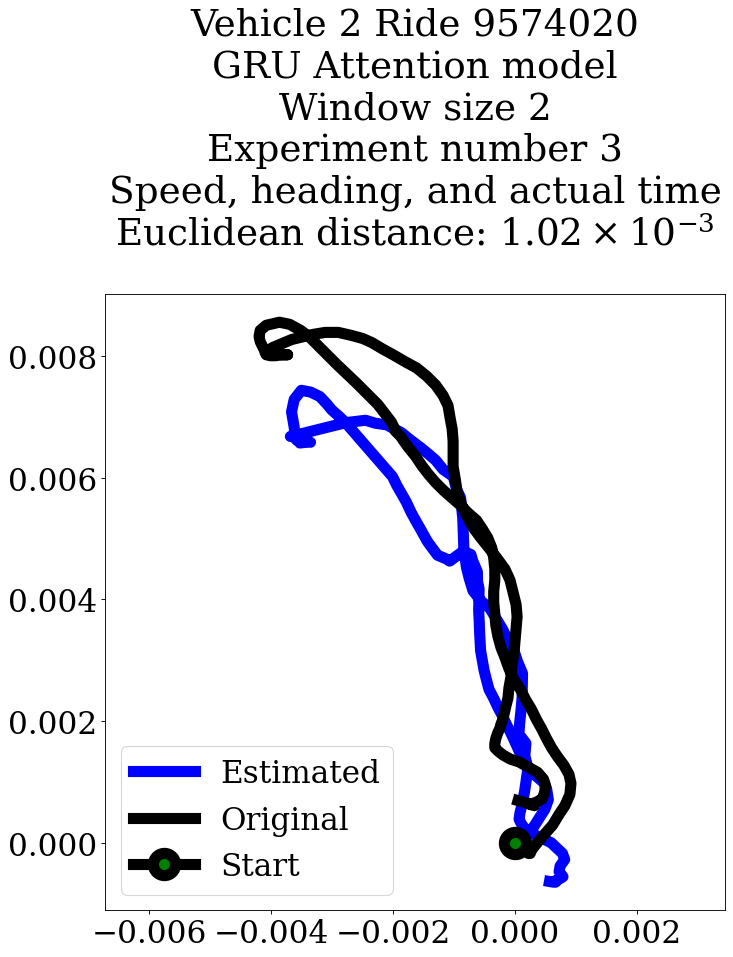 Vehicle 2 Ride 9574020
GRU Attention model
Window size 2
Experiment number 3
Speed, heading, and actual time
Euclidean distance: 1.02 × 10⁻³
0.008
0.006
0.004
0.002
0.000
Estimated
Original
Start
−0.006 −0.004 −0.002 0.000 0.002